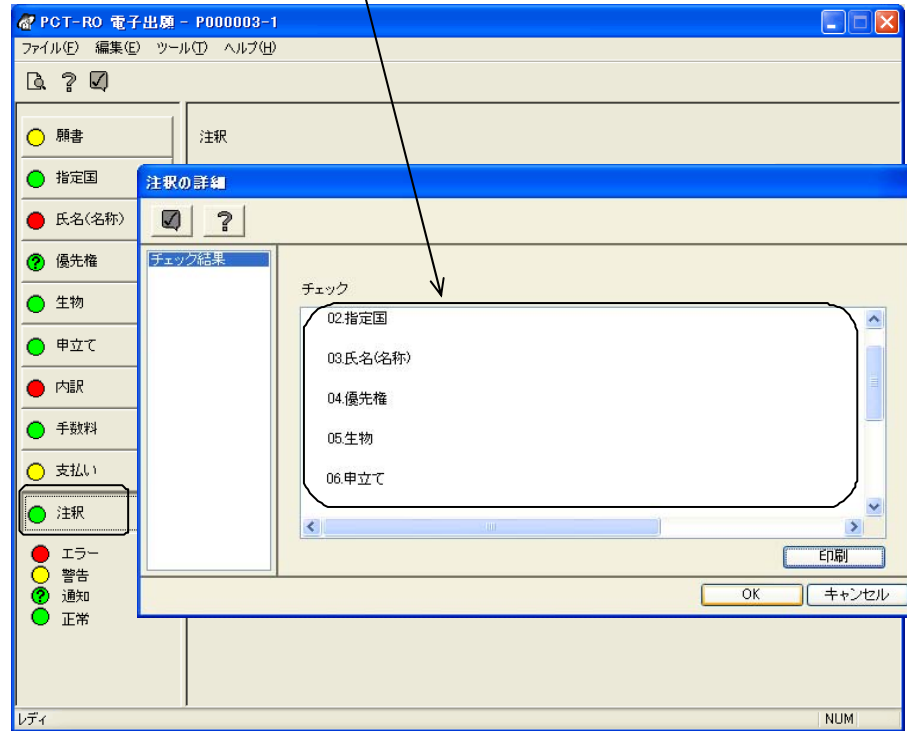 PCT-RO 電子出願 - P000003-1
ファイル(F) 編集(E) ツール(T) ヘルプ(H)
願書
注釈
指定国
氏名(名称)
優先権
生物
申立て
内訳
手数料
支払い
注釈
エラー
警告
通知
正常
注釈の詳細
チェック結果
チェック
02.指定国
03.氏名(名称)
04.優先権
05.生物
06.申立て
印刷
OK キャンセル
レディ NUM